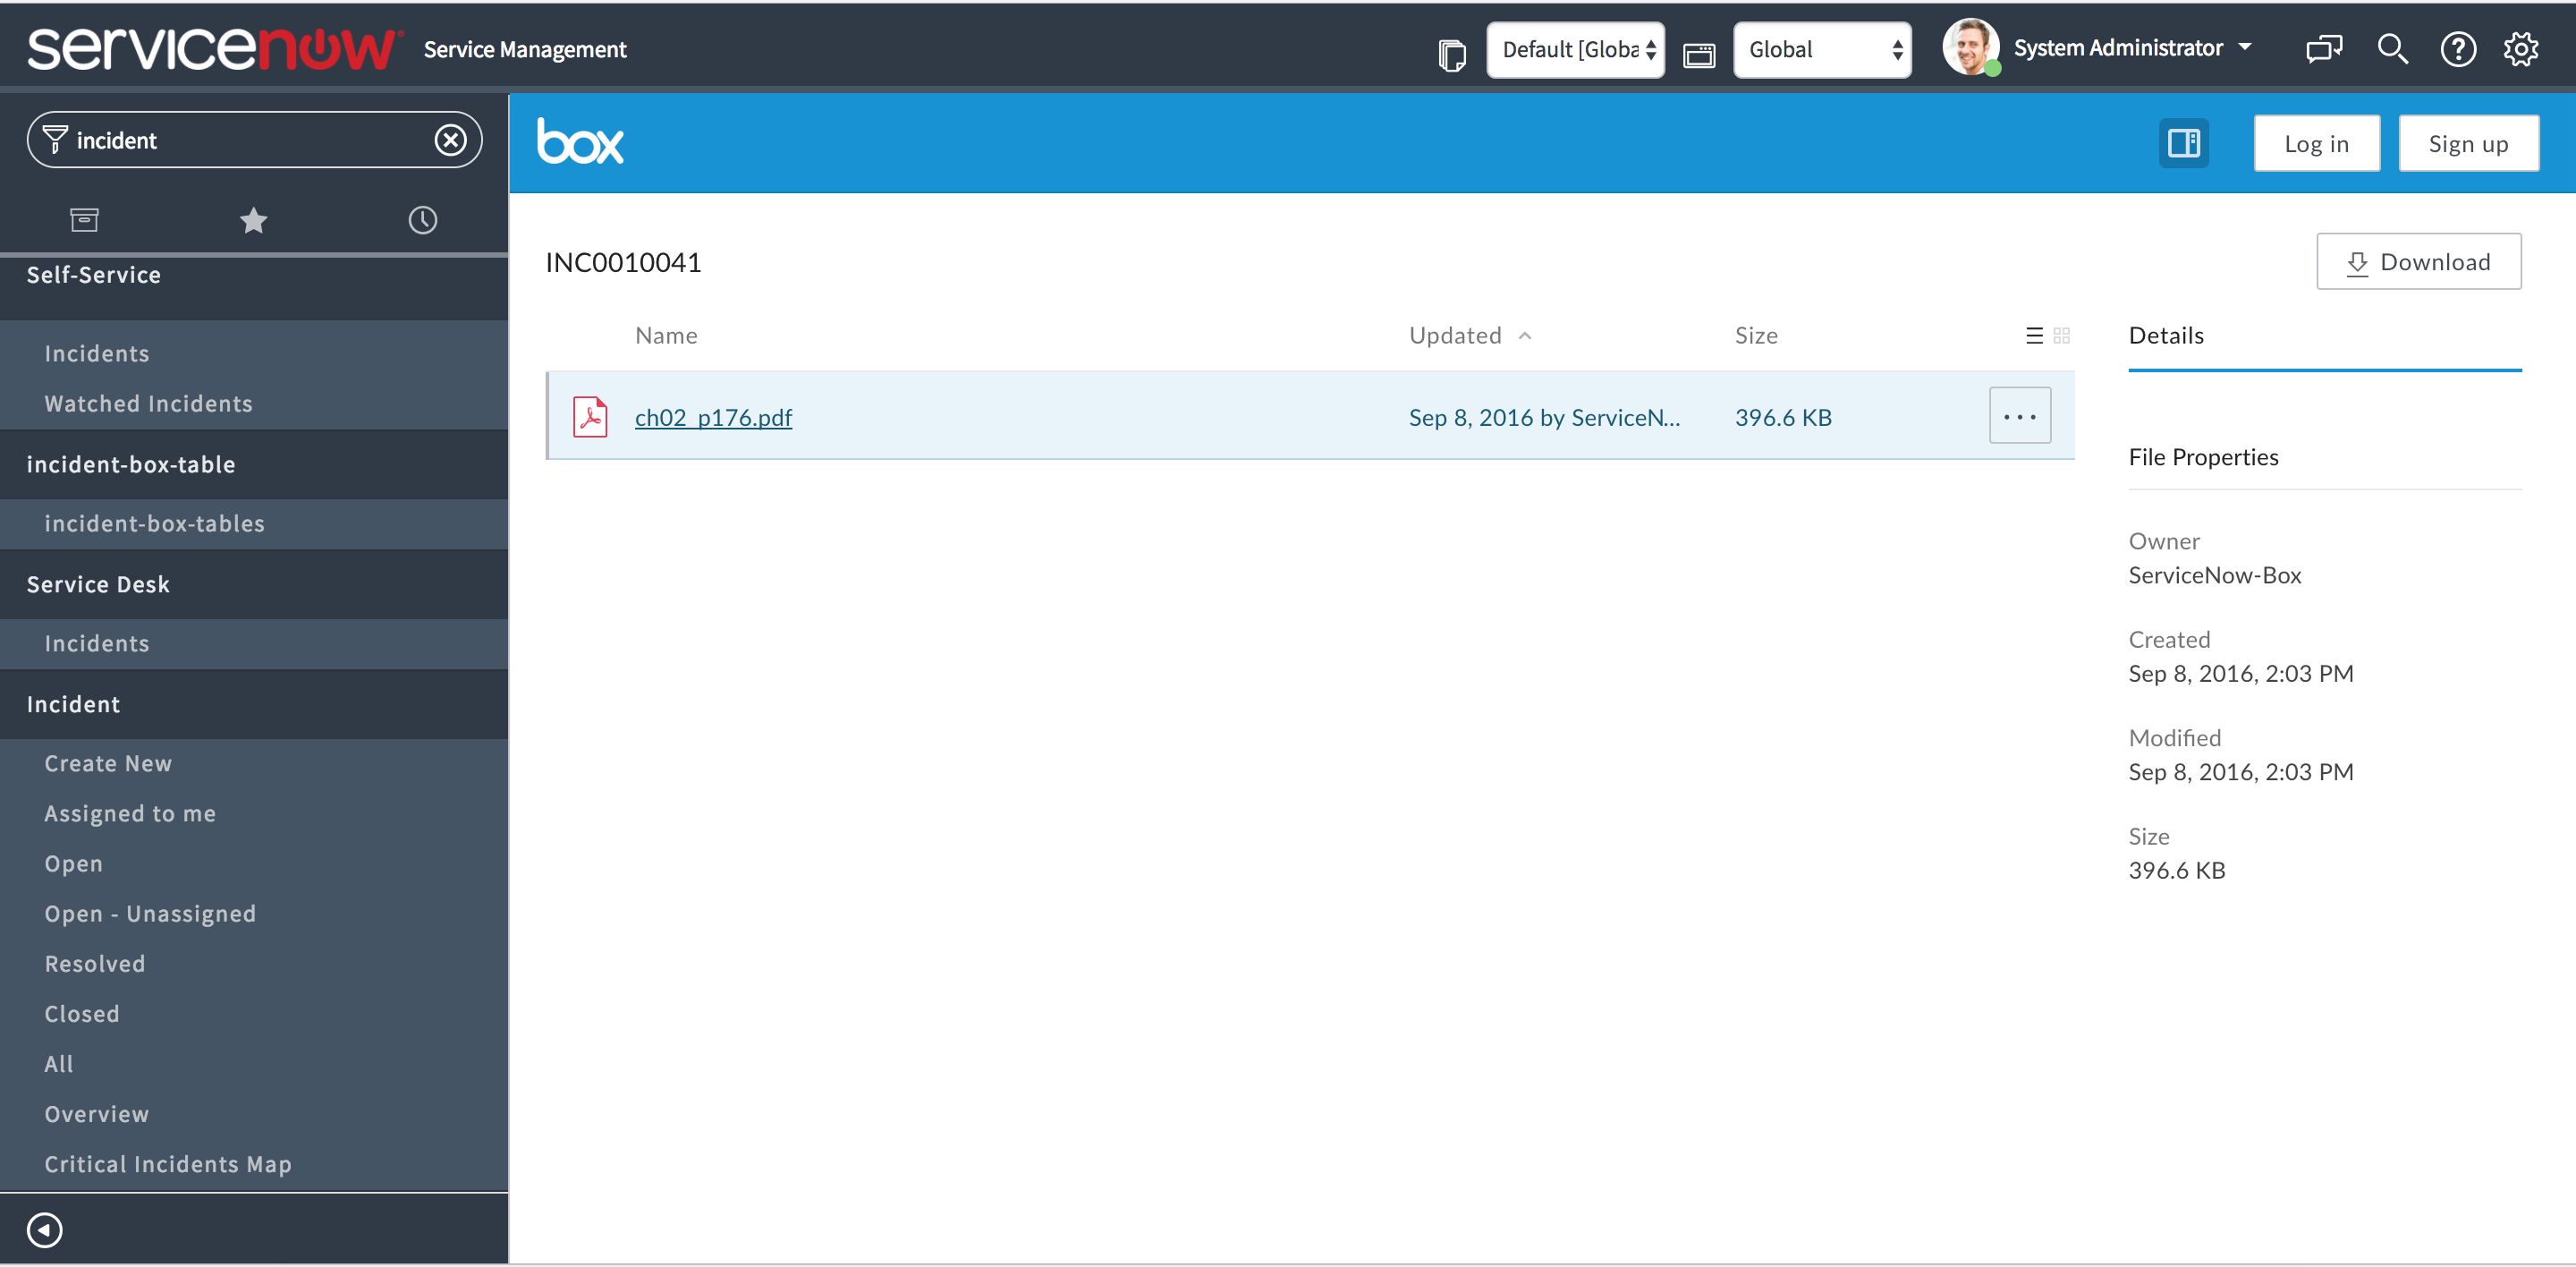 servicenow Service Management Default [Globa Global System Administrator
incident
Self-Service
Incidents
Watched Incidents
incident-box-table
incident-box-tables
Service Desk
Incidents
Incident
Create New
Assigned to me
Open
Open - Unassigned
Resolved
Closed
All
Overview
Critical Incidents Map
box Log in Sign up
INC0010041 Download
Name Updated Size
ch02_p176.pdf Sep 8, 2016 by ServiceN... 396.6 KB ...
Details
File Properties
Owner
ServiceNow-Box
Created
Sep 8, 2016, 2:03 PM
Modified
Sep 8, 2016, 2:03 PM
Size
396.6 KB